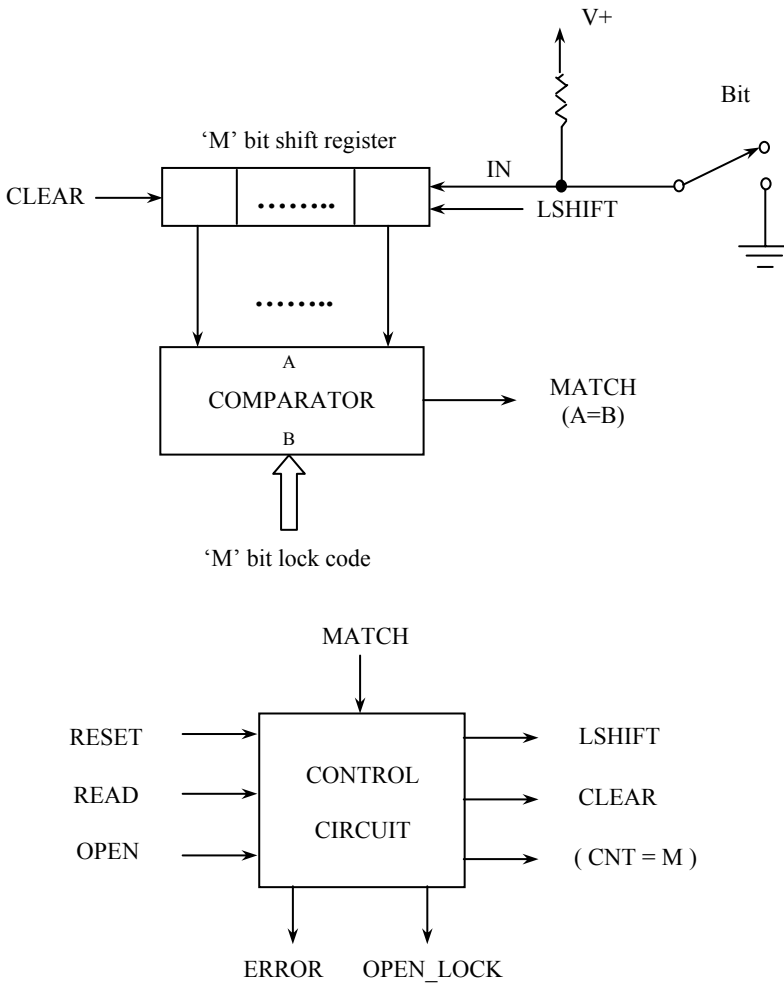 V+
Bit
‘M’ bit shift register
CLEAR
IN
LSHIFT
........
........
A
COMPARATOR
B
MATCH
(A=B)
‘M’ bit lock code
MATCH
RESET
READ
OPEN
CONTROL
CIRCUIT
LSHIFT
CLEAR
( CNT = M )
ERROR
OPEN_LOCK